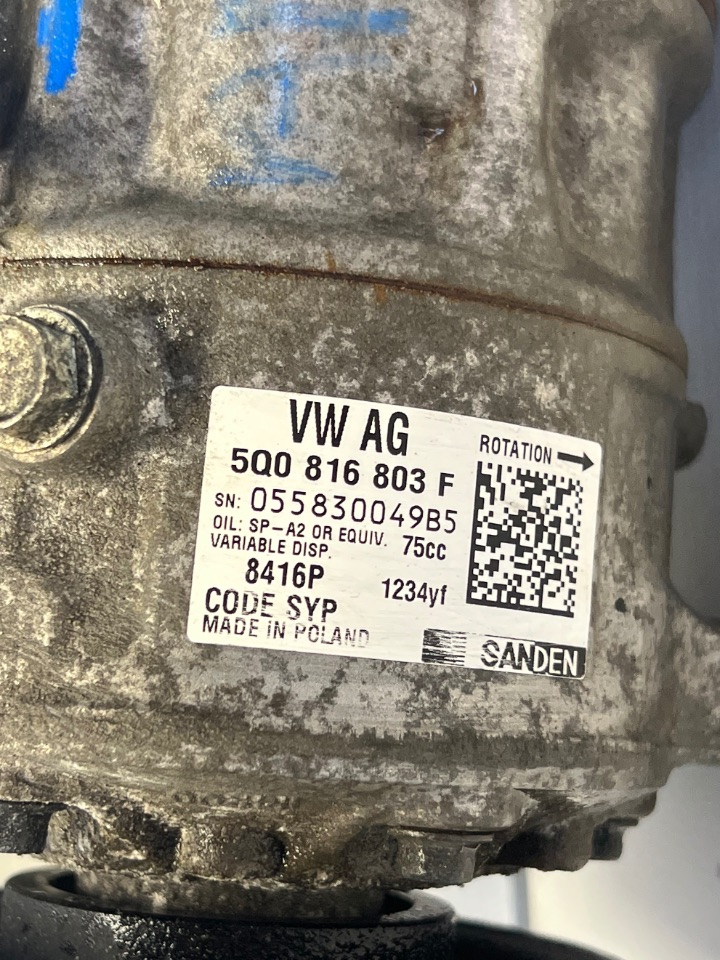 VW AG
5Q0 816 803 F
ROTATION
SN: 055830049B5
OIL: SP-A2 OR EQUIV. 75cc
VARIABLE DISP.
8416P 1234yf
CODE SYP
MADE IN POLAND
SANDEN